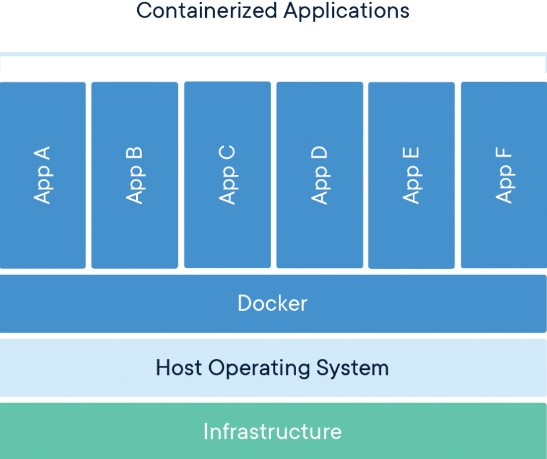 Containerized Applications
App A
App B
App C
App D
App E
App F
Docker
Host Operating System
Infrastructure